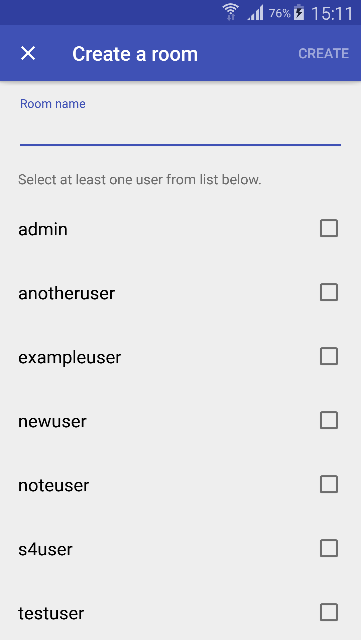 76% 15:11
Create a room CREATE
Room name
Select at least one user from list below.
admin
anotheruser
exampleuser
newuser
noteuser
s4user
testuser